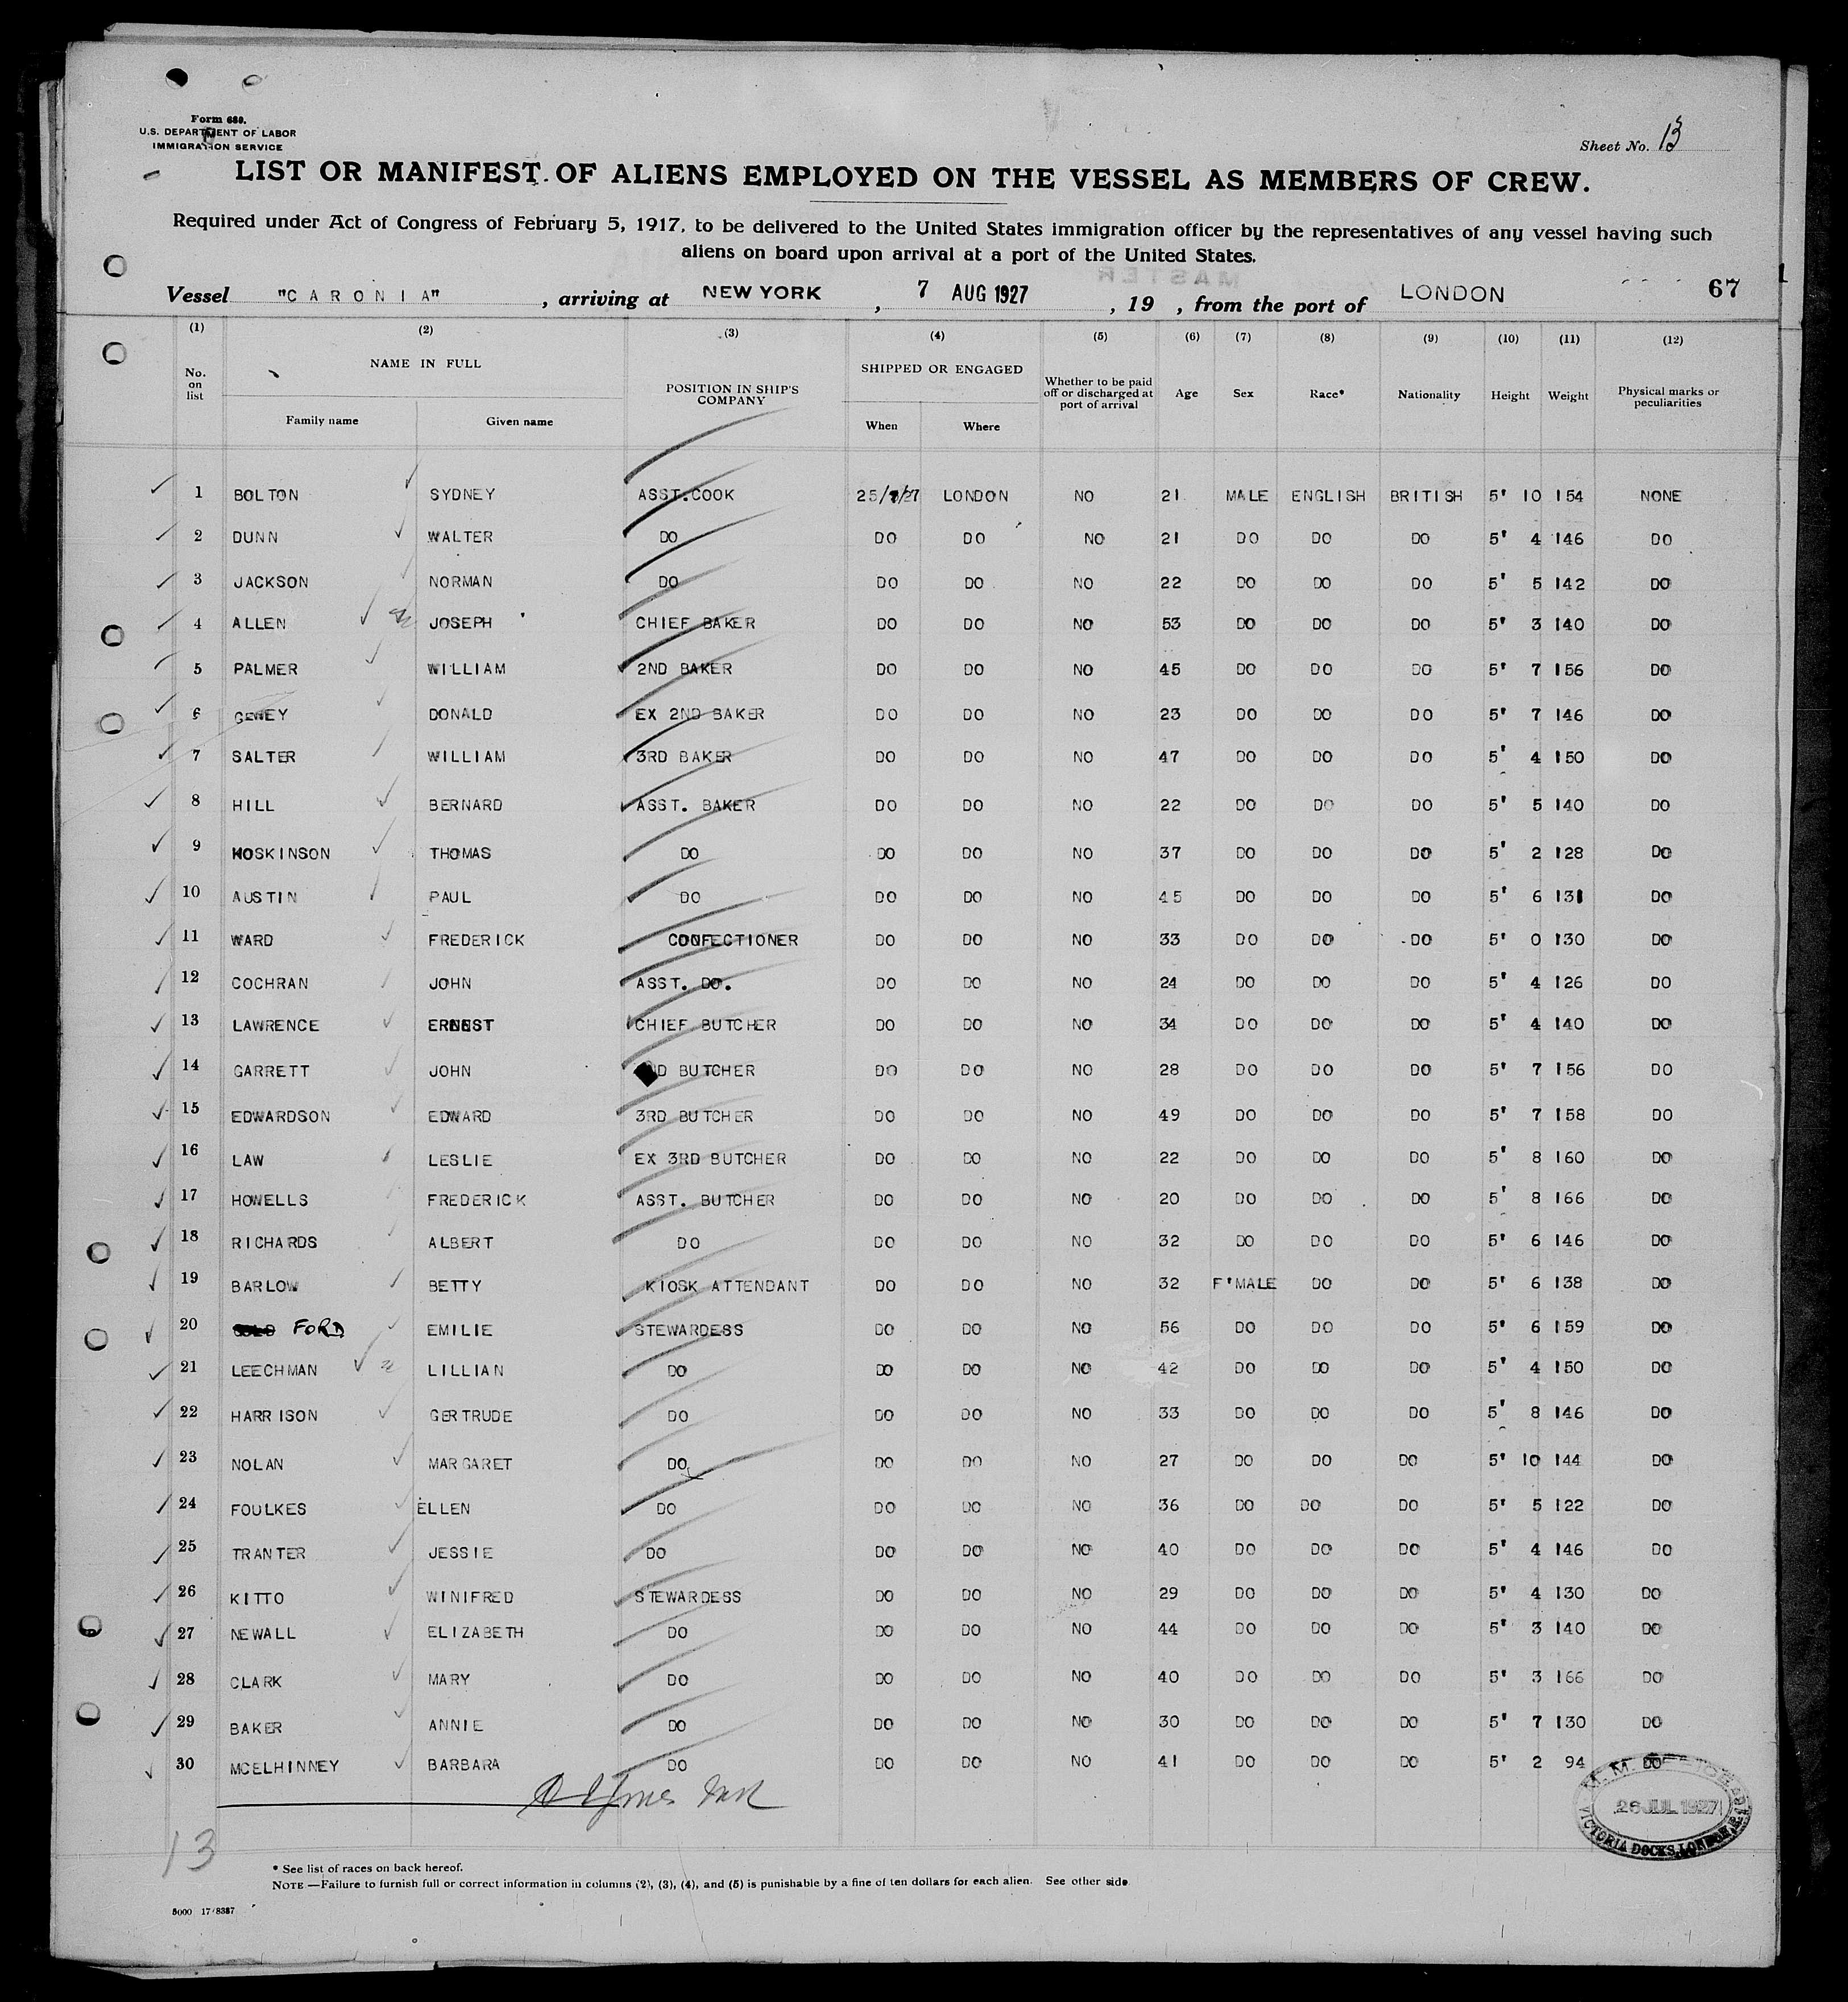 Form 680.
U.S. DEPARTMENT OF LABOR
IMMIGRATION SERVICE
Sheet No. 13
LIST OR MANIFEST OF ALIENS EMPLOYED ON THE VESSEL AS MEMBERS OF CREW.
Required under Act of Congress of February 5, 1917, to be delivered to the United States immigration officer by the representatives of any vessel having such
aliens on board upon arrival at a port of the United States.
Vessel "CARONIA", arriving at NEW YORK, 7 AUG 1927, 19 , from the port of LONDON 67
(1) (2) (3) (4) (5) (6) (7) (8) (9) (10) (11) (12)
No. on list NAME IN FULL Family name Given name POSITION IN SHIP'S COMPANY SHIPPED OR ENGAGED When Where Whether to be paid off or discharged at port of arrival Age Sex Race* Nationality Height Weight Physical marks or peculiarities
1 BOLTON SYDNEY ASST.COOK 25/7/27 LONDON NO 21 MALE ENGLISH BRITISH 5' 10 154 NONE
2 DUNN WALTER DO DO DO NO 21 DO DO DO 5' 4 146 DO
3 JACKSON NORMAN DO DO DO NO 22 DO DO DO 5' 5 142 DO
4 ALLEN JOSEPH CHIEF BAKER DO DO NO 53 DO DO DO 5' 3 140 DO
5 PALMER WILLIAM 2ND BAKER DO DO NO 45 DO DO DO 5' 7 156 DO
6 DONALD EX 2ND BAKER DO DO NO 23 DO DO DO 5' 7 146 DO
7 SALTER WILLIAM 3RD BAKER DO DO NO 47 DO DO DO 5' 4 150 DO
8 HILL BERNARD ASST. BAKER DO DO NO 22 DO DO DO 5' 5 140 DO
9 HOSKINSON THOMAS DO DO DO NO 37 DO DO DO 5' 2 128 DO
10 AUSTIN PAUL DO DO DO NO 45 DO DO DO 5' 6 131 DO
11 WARD FREDERICK CONFECTIONER DO DO NO 33 DO DO DO 5' 0 130 DO
12 COCHRAN JOHN ASST. DO. DO DO NO 24 DO DO DO 5' 4 126 DO
13 LAWRENCE ERNEST CHIEF BUTCHER DO DO NO 34 DO DO DO 5' 4 140 DO
14 GARRETT JOHN BUTCHER DO DO NO 28 DO DO DO 5' 7 156 DO
15 EDWARDSON EDWARD 3RD BUTCHER DO DO NO 49 DO DO DO 5' 7 158 DO
16 LAW LESLIE EX 3RD BUTCHER DO DO NO 22 DO DO DO 5' 8 160 DO
17 HOWELLS FREDERICK ASST. BUTCHER DO DO NO 20 DO DO DO 5' 8 166 DO
18 RICHARDS ALBERT DO DO DO NO 32 DO DO DO 5' 6 146 DO
19 BARLOW BETTY KIOSK ATTENDANT DO DO NO 32 F'MALE DO DO 5' 6 138 DO
20 FORD EMILIE STEWARDESS DO DO NO 56 DO DO DO 5' 6 159 DO
21 LEECHMAN LILLIAN DO DO DO NO 42 DO DO DO 5' 4 150 DO
22 HARRISON GERTRUDE DO DO DO NO 33 DO DO DO 5' 8 146 DO
23 NOLAN MARGARET DO DO DO NO 27 DO DO DO 5' 10 144 DO
24 FOULKES ELLEN DO DO DO NO 36 DO DO DO 5' 5 122 DO
25 TRANTER JESSIE DO DO DO NO 40 DO DO DO 5' 4 146 DO
26 KITTO WINIFRED STEWARDESS DO DO NO 29 DO DO DO 5' 4 130 DO
27 NEWALL ELIZABETH DO DO DO NO 44 DO DO DO 5' 3 140 DO
28 CLARK MARY DO DO DO NO 40 DO DO DO 5' 3 166 DO
29 BAKER ANNIE DO DO DO NO 30 DO DO DO 5' 7 130 DO
30 MCELHINNEY BARBARA DO DO DO NO 41 DO DO DO 5' 2 94 DO
26 JUL 1927
VICTORIA DOCKS, LONDON,
13
* See list of races on back hereof.
NOTE.—Failure to furnish full or correct information in columns (2), (3), (4), and (5) is punishable by a fine of ten dollars for each alien. See other side.